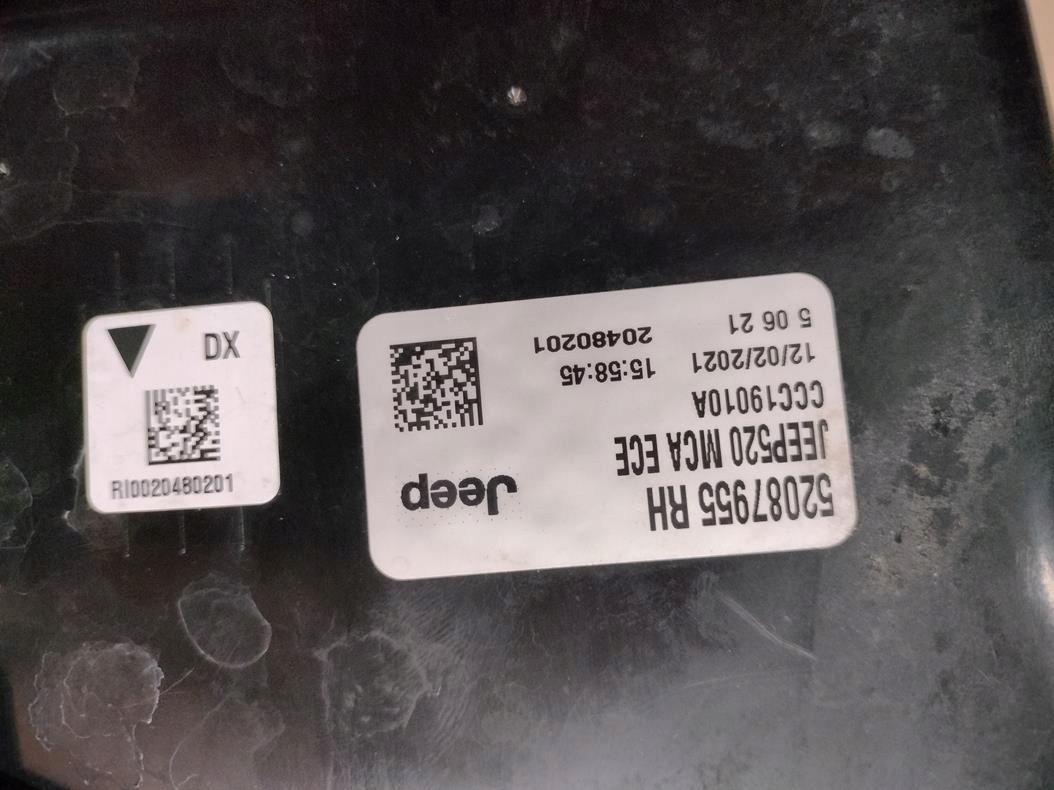 DX
RI0020480201
52087955 RH
JEEP520 MCA ECE
CCC19010A
12/02/2021 15:58:45
5 06 21 20480201
Jeep